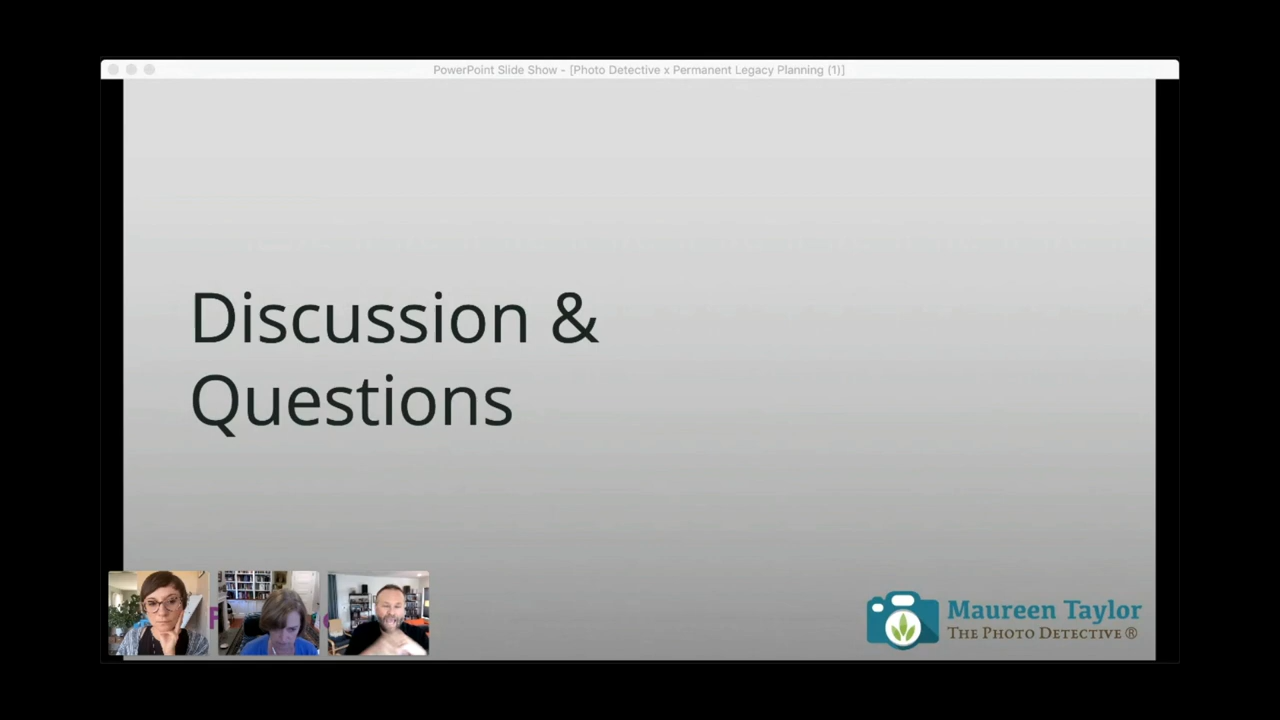 PowerPoint Slide Show - [Photo Detective x Permanent Legacy Planning (1)]
Discussion &
Questions
Maureen Taylor
THE PHOTO DETECTIVE ®